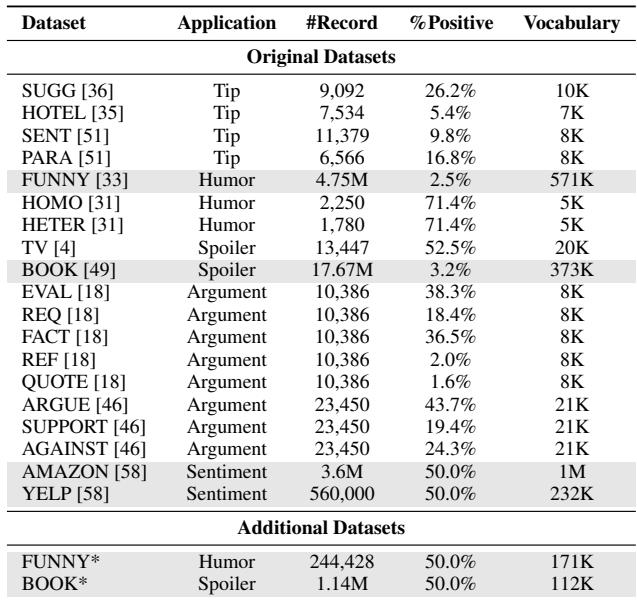 Dataset Application #Record %Positive Vocabulary
Original Datasets
SUGG [36] Tip 9,092 26.2% 10K
HOTEL [35] Tip 7,534 5.4% 7K
SENT [51] Tip 11,379 9.8% 8K
PARA [51] Tip 6,566 16.8% 8K
FUNNY [33] Humor 4.75M 2.5% 571K
HOMO [31] Humor 2,250 71.4% 5K
HETER [31] Humor 1,780 71.4% 5K
TV [4] Spoiler 13,447 52.5% 20K
BOOK [49] Spoiler 17.67M 3.2% 373K
EVAL [18] Argument 10,386 38.3% 8K
REQ [18] Argument 10,386 18.4% 8K
FACT [18] Argument 10,386 36.5% 8K
REF [18] Argument 10,386 2.0% 8K
QUOTE [18] Argument 10,386 1.6% 8K
ARGUE [46] Argument 23,450 43.7% 21K
SUPPORT [46] Argument 23,450 19.4% 21K
AGAINST [46] Argument 23,450 24.3% 21K
AMAZON [58] Sentiment 3.6M 50.0% 1M
YELP [58] Sentiment 560,000 50.0% 232K
Additional Datasets
FUNNY* Humor 244,428 50.0% 171K
BOOK* Spoiler 1.14M 50.0% 112K